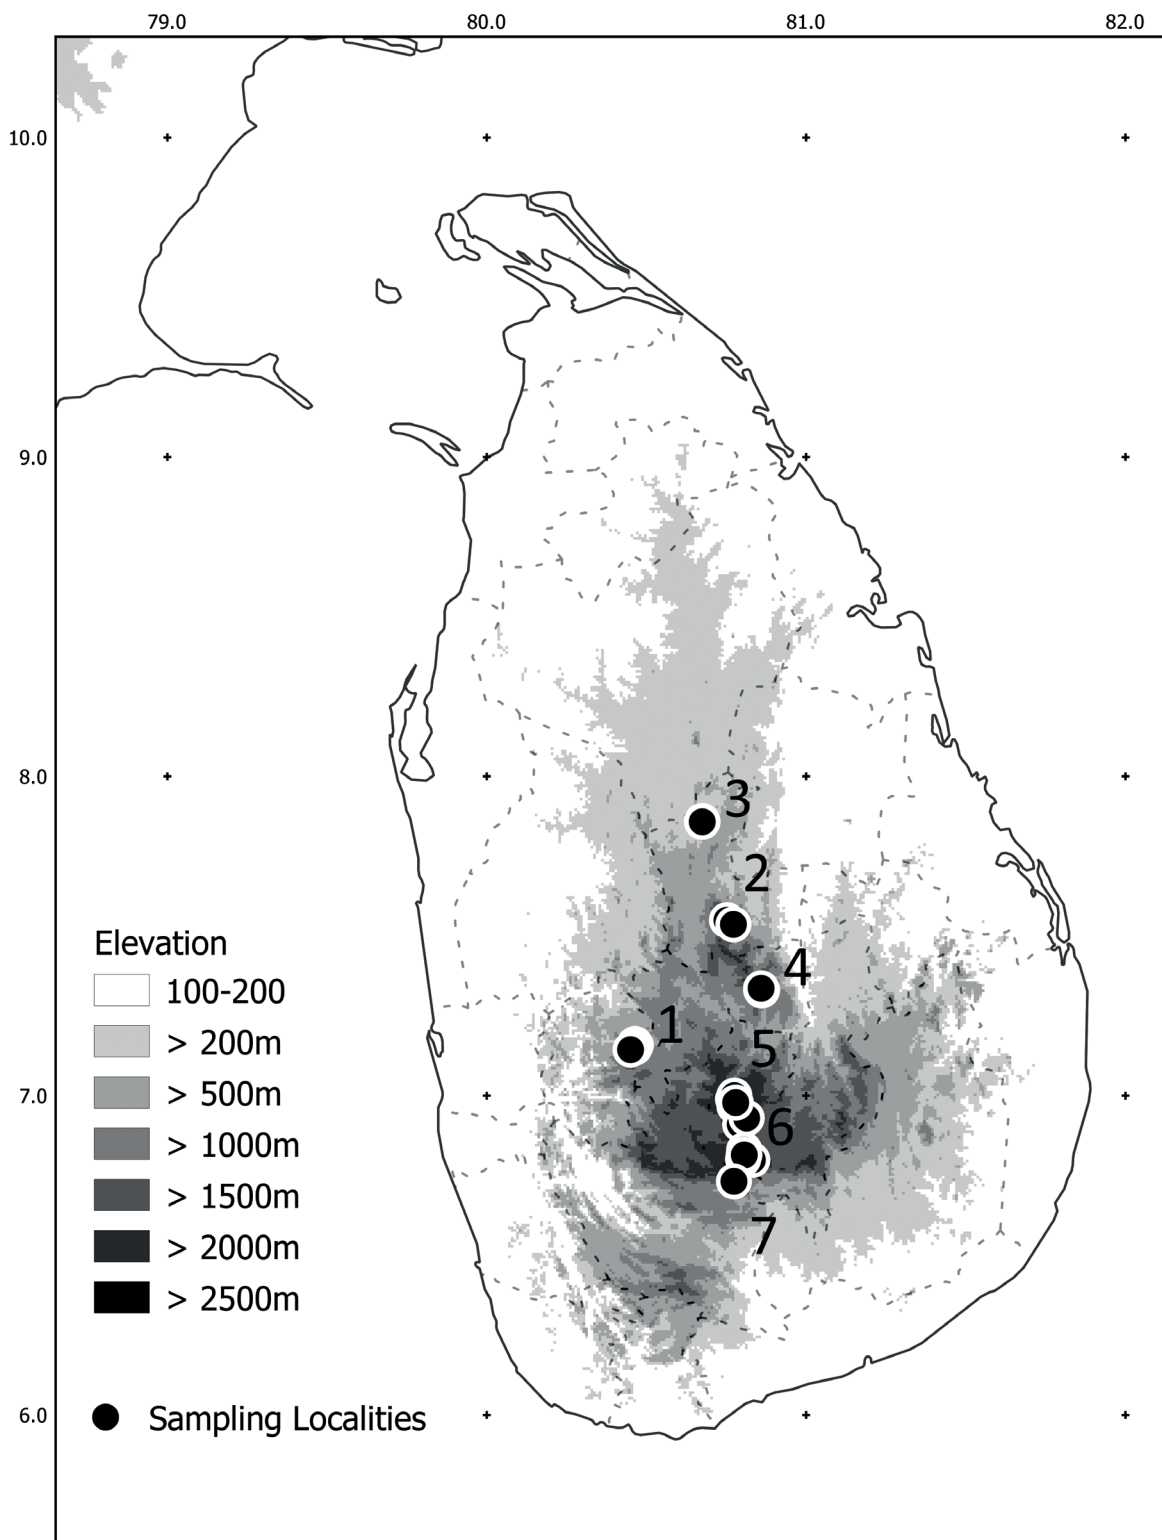 79.0 80.0 81.0 82.0
10.0
9.0
8.0
3
2
4
1
5
7.0
6
7
6.0
Elevation
100-200
> 200m
> 500m
> 1000m
> 1500m
> 2000m
> 2500m
Sampling Localities